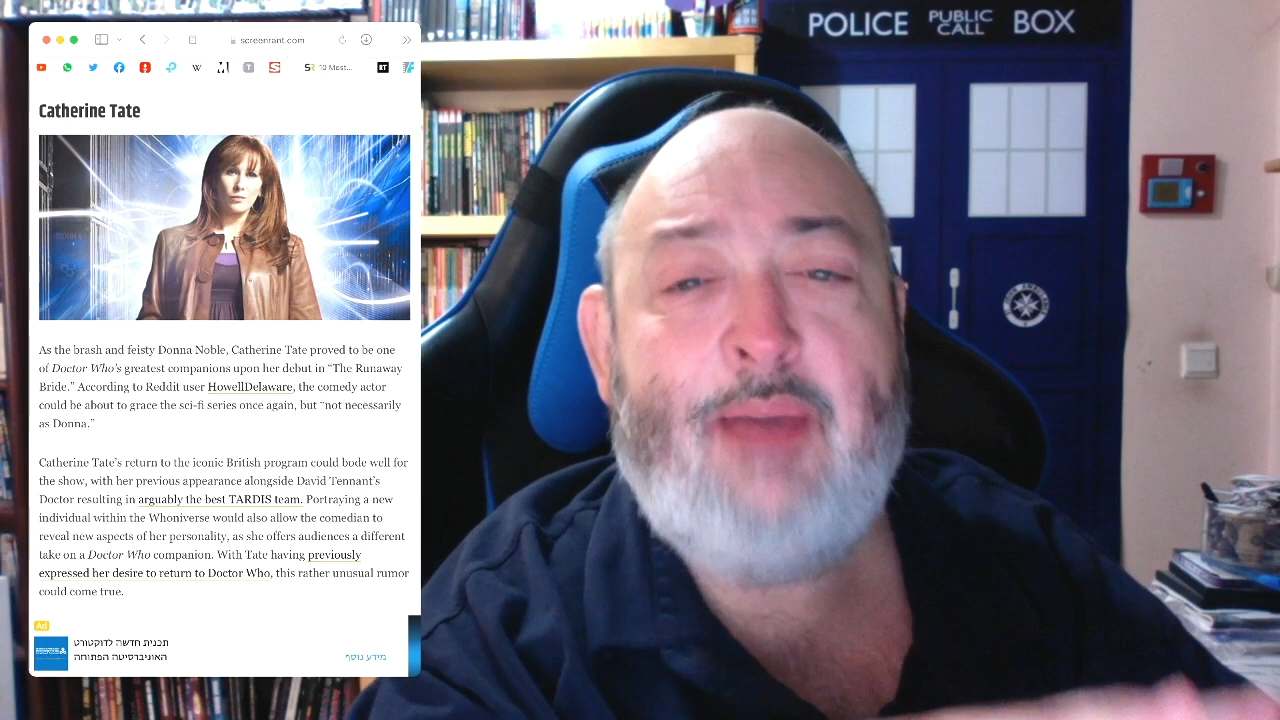 screenrant.com
10 Most...
Catherine Tate
As the brash and feisty Donna Noble, Catherine Tate proved to be one
of Doctor Who's greatest companions upon her debut in “The Runaway
Bride.” According to Reddit user HowellDelaware, the comedy actor
could be about to grace the sci-fi series once again, but “not necessarily
as Donna.”
Catherine Tate’s return to the iconic British program could bode well for
the show, with her previous appearance alongside David Tennant’s
Doctor resulting in arguably the best TARDIS team. Portraying a new
individual within the Whoniverse would also allow the comedian to
reveal new aspects of her personality, as she offers audiences a different
take on a Doctor Who companion. With Tate having previously
expressed her desire to return to Doctor Who, this rather unusual rumor
could come true.
Ad
תכנית חדשה לדוקטורט
האוניברסיטה הפתוחה
מידע נוסף
POLICE PUBLIC CALL BOX